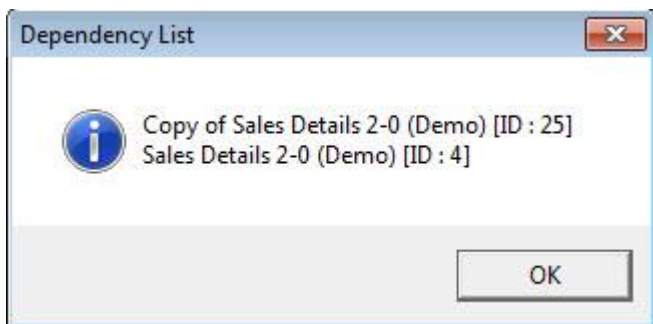 Dependency List
Copy of Sales Details 2-0 (Demo) [ID : 25]
Sales Details 2-0 (Demo) [ID : 4]
OK